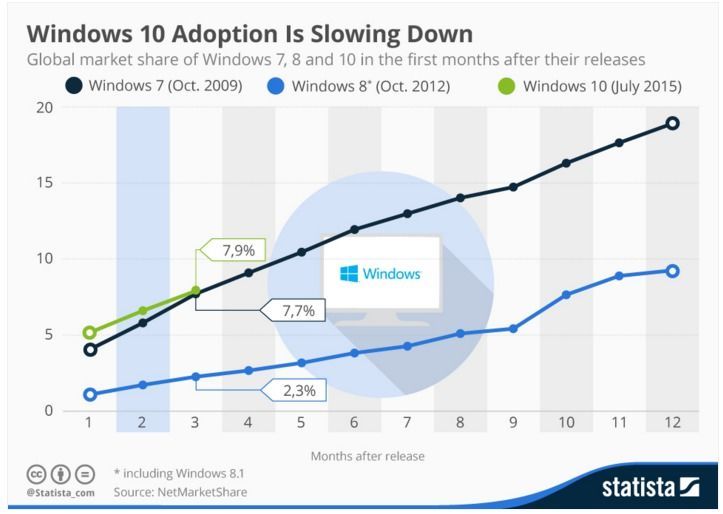 Windows 10 Adoption Is Slowing Down
Global market share of Windows 7, 8 and 10 in the first months after their releases
Windows 7 (Oct. 2009) Windows 8* (Oct. 2012) Windows 10 (July 2015)
20
15
10
5
0
7,9%
7,7%
2,3%
Windows
1 2 3 4 5 6 7 8 9 10 11 12
Months after release
* including Windows 8.1
@Statista_com Source: NetMarketShare
cc
statista